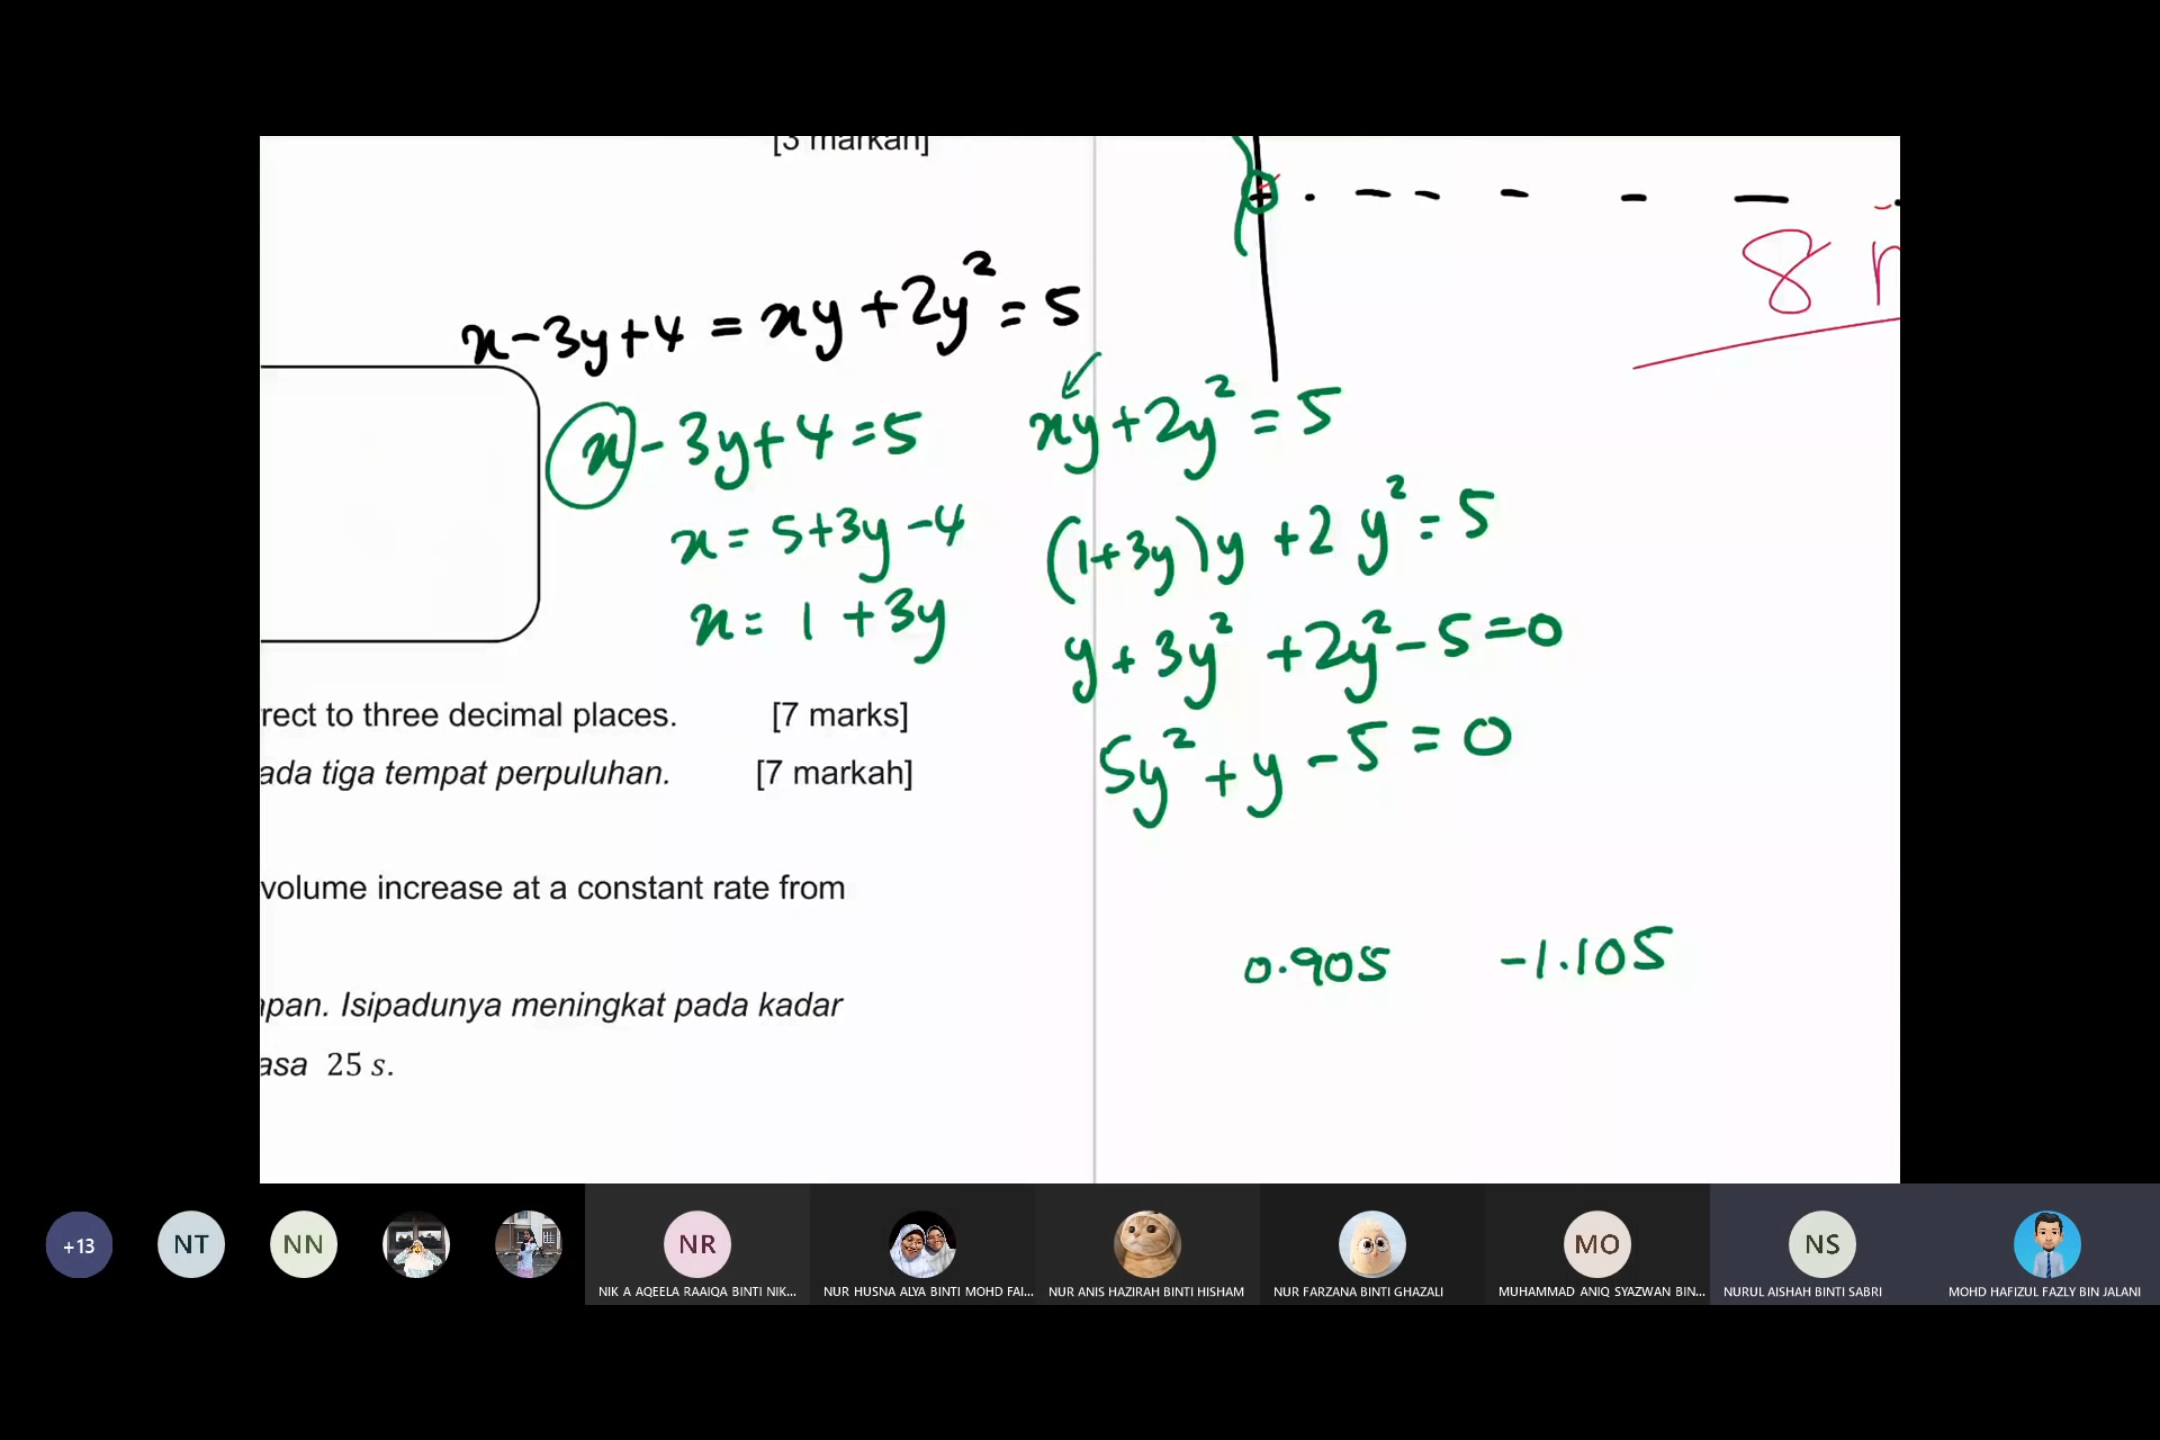 [3 markah]
x-3y+4 = xy+2y² = 5
x-3y+4=5
x= 5+3y-4
x= 1+3y
xy+2y² = 5
(1+3y)y +2y² = 5
y+3y² +2y²-5=0
5y²+y-5=0
0.905 -1.105
8
rect to three decimal places. [7 marks]
ada tiga tempat perpuluhan. [7 markah]
volume increase at a constant rate from
apan. Isipadunya meningkat pada kadar
asa 25 s.
+13
NT
NN
NR
NIK A AQEELA RAAIQA BINTI NIK...
NUR HUSNA ALYA BINTI MOHD FAI...
NUR ANIS HAZIRAH BINTI HISHAM
NUR FARZANA BINTI GHAZALI
MO
MUHAMMAD ANIQ SYAZWAN BIN...
NS
NURUL AISHAH BINTI SABRI
MOHD HAFIZUL FAZLY BIN JALANI